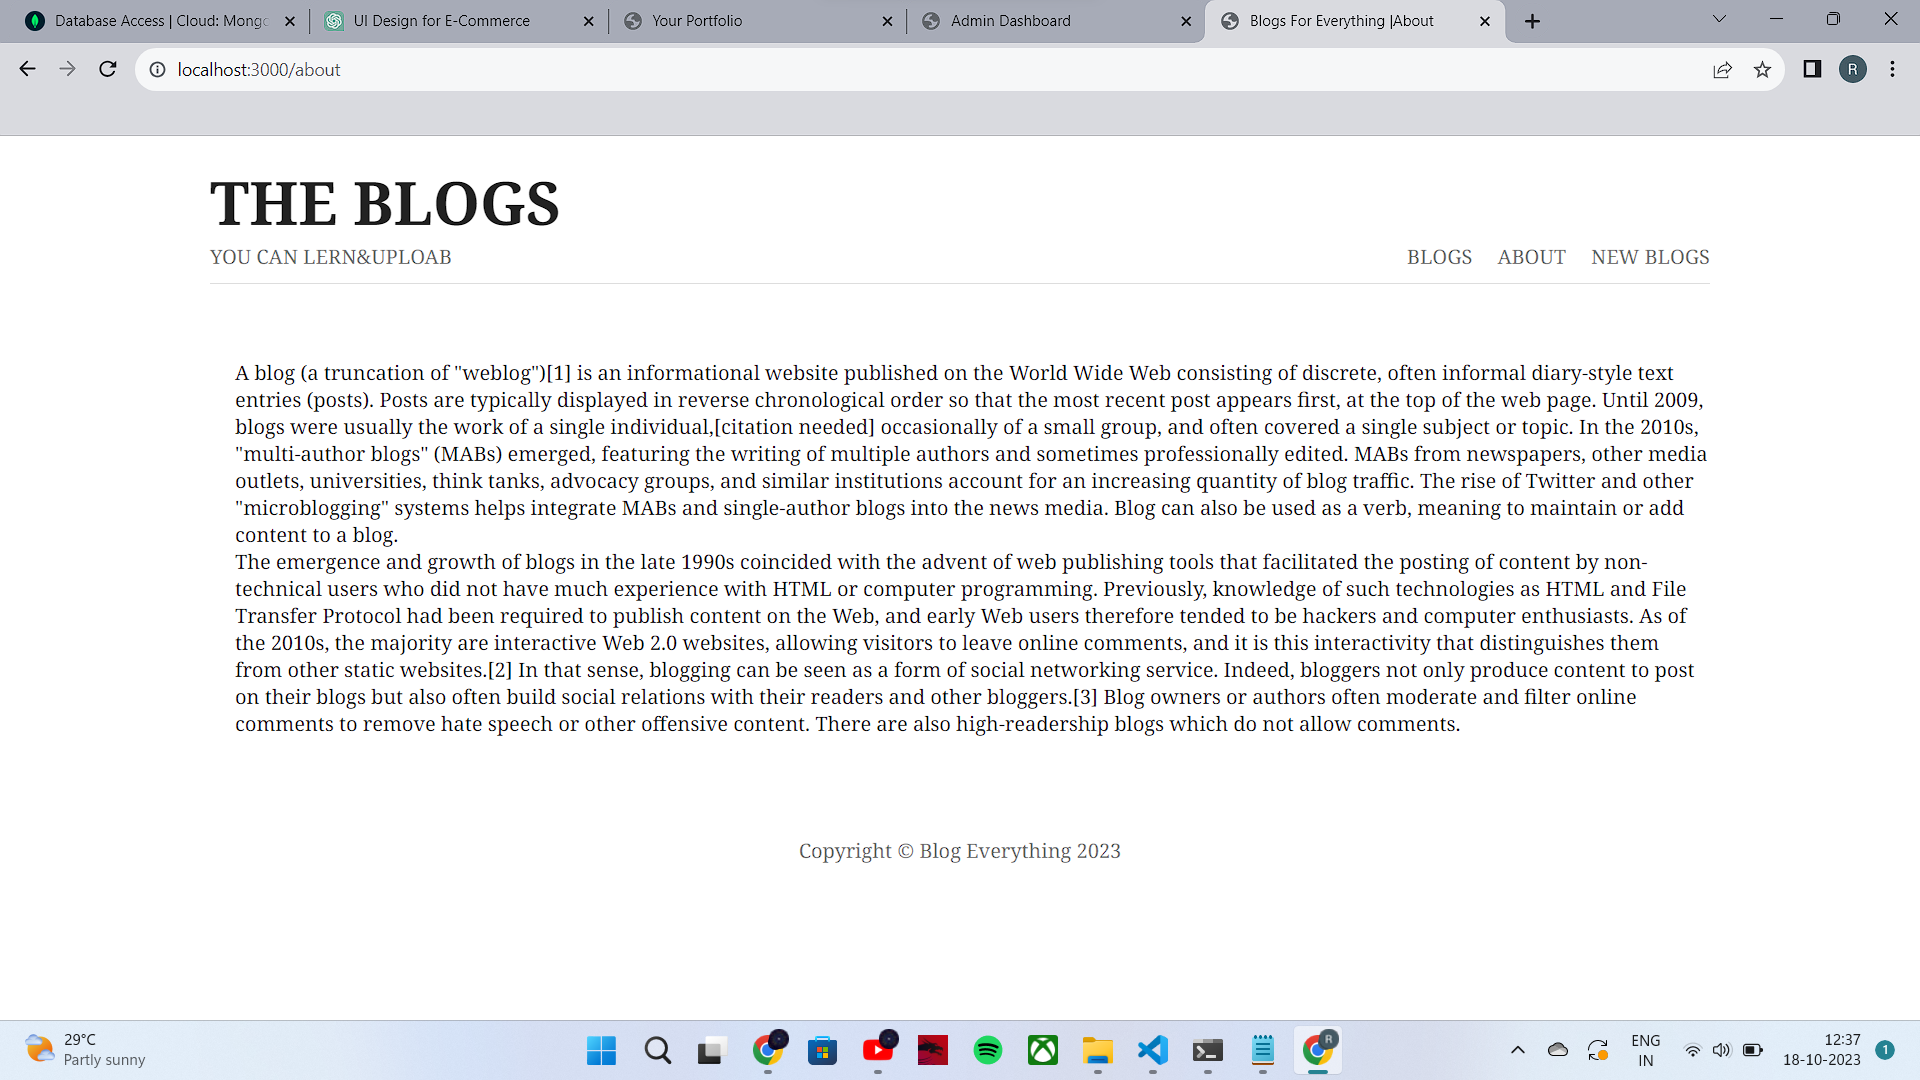 Database Access | Cloud: Mongo
UI Design for E-Commerce
Your Portfolio
Admin Dashboard
Blogs For Everything |About
localhost:3000/about
R
THE BLOGS
YOU CAN LERN&UPLOAB
BLOGS ABOUT NEW BLOGS
A blog (a truncation of "weblog")[1] is an informational website published on the World Wide Web consisting of discrete, often informal diary-style text
entries (posts). Posts are typically displayed in reverse chronological order so that the most recent post appears first, at the top of the web page. Until 2009,
blogs were usually the work of a single individual,[citation needed] occasionally of a small group, and often covered a single subject or topic. In the 2010s,
"multi-author blogs" (MABs) emerged, featuring the writing of multiple authors and sometimes professionally edited. MABs from newspapers, other media
outlets, universities, think tanks, advocacy groups, and similar institutions account for an increasing quantity of blog traffic. The rise of Twitter and other
"microblogging" systems helps integrate MABs and single-author blogs into the news media. Blog can also be used as a verb, meaning to maintain or add
content to a blog.
The emergence and growth of blogs in the late 1990s coincided with the advent of web publishing tools that facilitated the posting of content by non-
technical users who did not have much experience with HTML or computer programming. Previously, knowledge of such technologies as HTML and File
Transfer Protocol had been required to publish content on the Web, and early Web users therefore tended to be hackers and computer enthusiasts. As of
the 2010s, the majority are interactive Web 2.0 websites, allowing visitors to leave online comments, and it is this interactivity that distinguishes them
from other static websites.[2] In that sense, blogging can be seen as a form of social networking service. Indeed, bloggers not only produce content to post
on their blogs but also often build social relations with their readers and other bloggers.[3] Blog owners or authors often moderate and filter online
comments to remove hate speech or other offensive content. There are also high-readership blogs which do not allow comments.
Copyright © Blog Everything 2023
29°C
Partly sunny
R
ENG
IN
12:37
18-10-2023
1